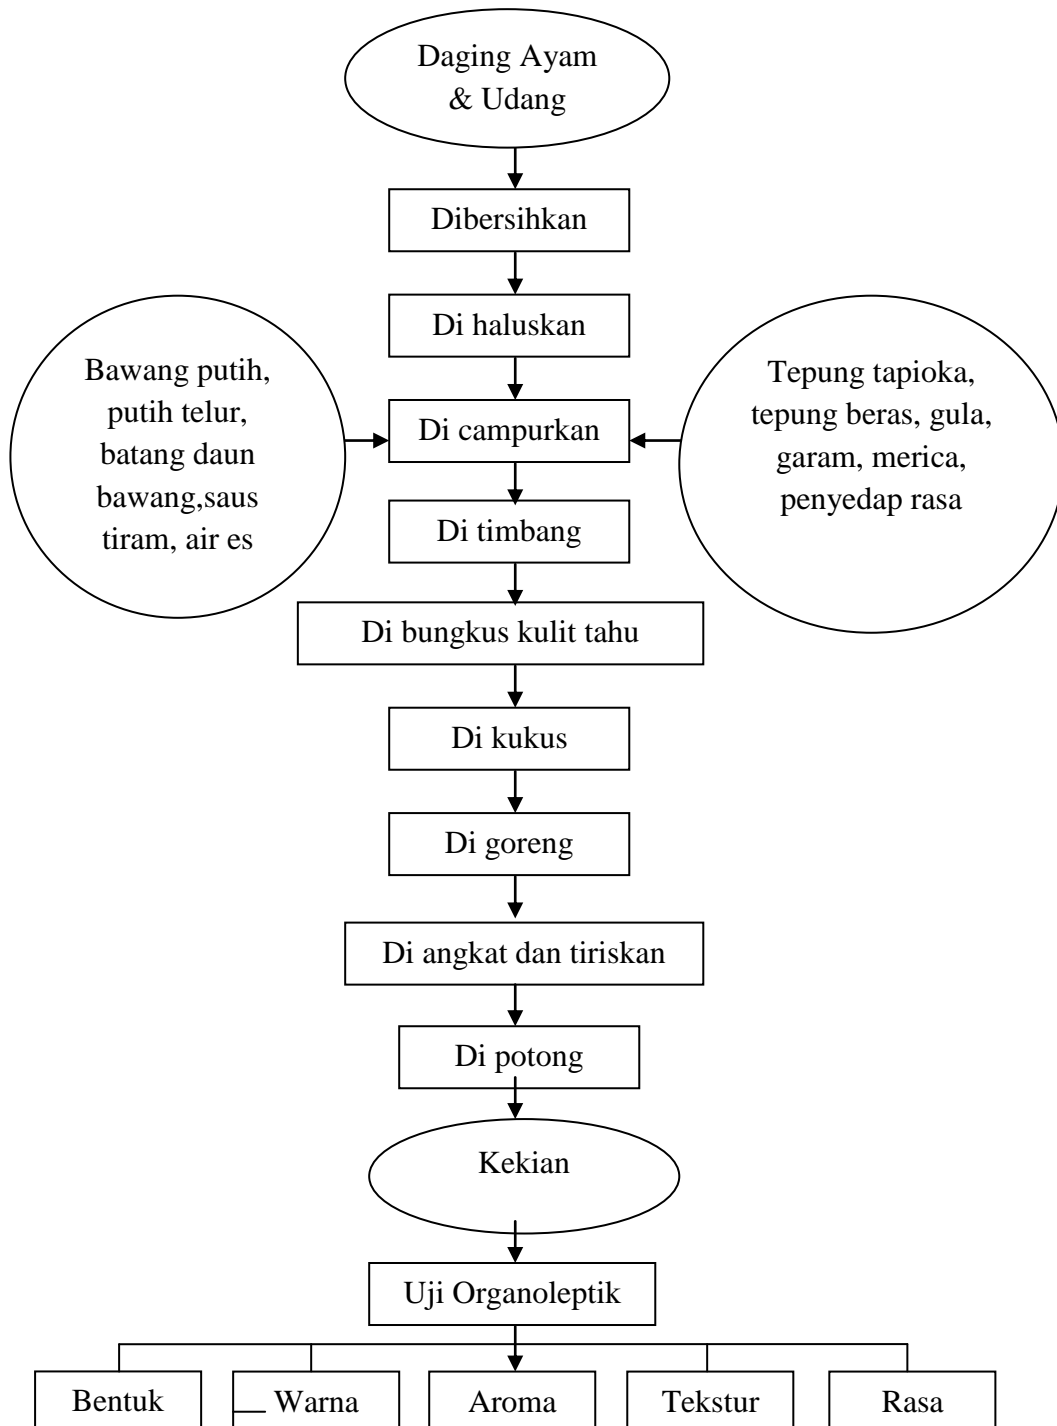 Daging Ayam
& Udang
Dibersihkan
Di haluskan
Bawang putih,
putih telur,
batang daun
bawang,saus
tiram, air es
Tepung tapioka,
tepung beras, gula,
garam, merica,
penyedap rasa
Di campurkan
Di timbang
Di bungkus kulit tahu
Di kukus
Di goreng
Di angkat dan tiriskan
Di potong
Kekian
Uji Organoleptik
Bentuk
Warna
Aroma
Tekstur
Rasa